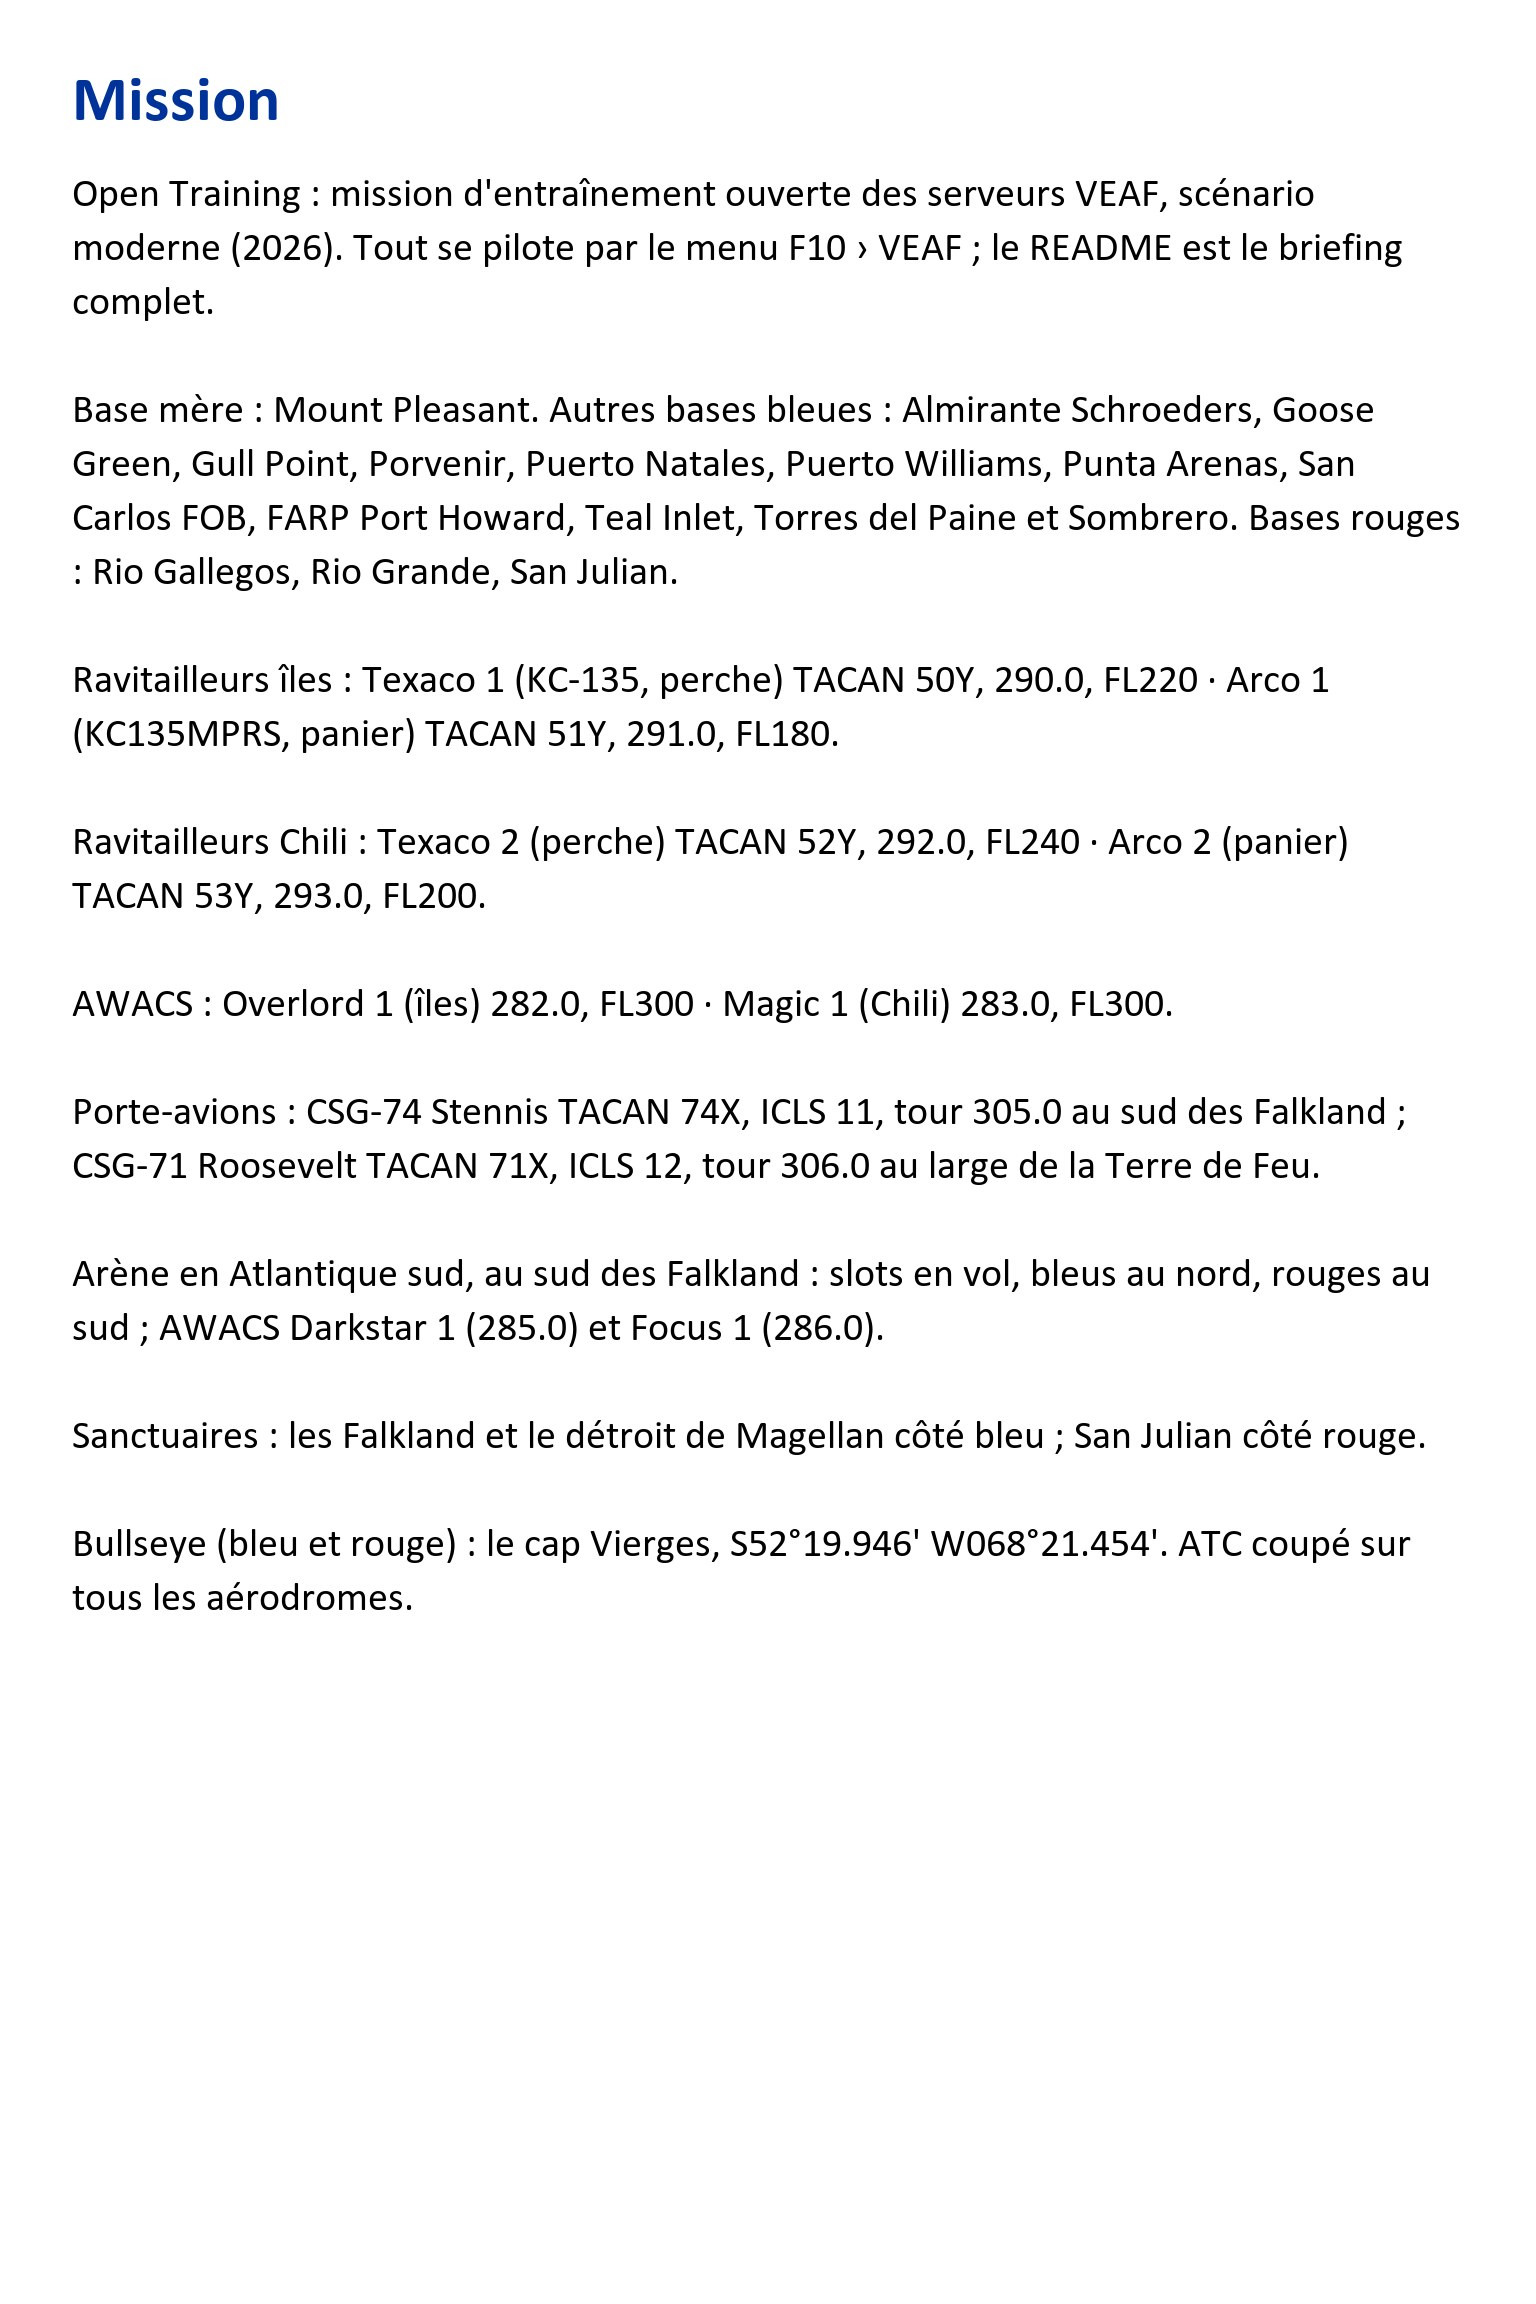 Mission
Open Training : mission d'entraînement ouverte des serveurs VEAF, scénario
moderne (2026). Tout se pilote par le menu F10 › VEAF ; le README est le briefing
complet.
Base mère : Mount Pleasant. Autres bases bleues : Almirante Schroeders, Goose
Green, Gull Point, Porvenir, Puerto Natales, Puerto Williams, Punta Arenas, San
Carlos FOB, FARP Port Howard, Teal Inlet, Torres del Paine et Sombrero. Bases rouges
: Rio Gallegos, Rio Grande, San Julian.
Ravitailleurs îles : Texaco 1 (KC-135, perche) TACAN 50Y, 290.0, FL220 · Arco 1
(KC135MPRS, panier) TACAN 51Y, 291.0, FL180.
Ravitailleurs Chili : Texaco 2 (perche) TACAN 52Y, 292.0, FL240 · Arco 2 (panier)
TACAN 53Y, 293.0, FL200.
AWACS : Overlord 1 (îles) 282.0, FL300 · Magic 1 (Chili) 283.0, FL300.
Porte-avions : CSG-74 Stennis TACAN 74X, ICLS 11, tour 305.0 au sud des Falkland ;
CSG-71 Roosevelt TACAN 71X, ICLS 12, tour 306.0 au large de la Terre de Feu.
Arène en Atlantique sud, au sud des Falkland : slots en vol, bleus au nord, rouges au
sud ; AWACS Darkstar 1 (285.0) et Focus 1 (286.0).
Sanctuaires : les Falkland et le détroit de Magellan côté bleu ; San Julian côté rouge.
Bullseye (bleu et rouge) : le cap Vierges, S52°19.946' W068°21.454'. ATC coupé sur
tous les aérodromes.